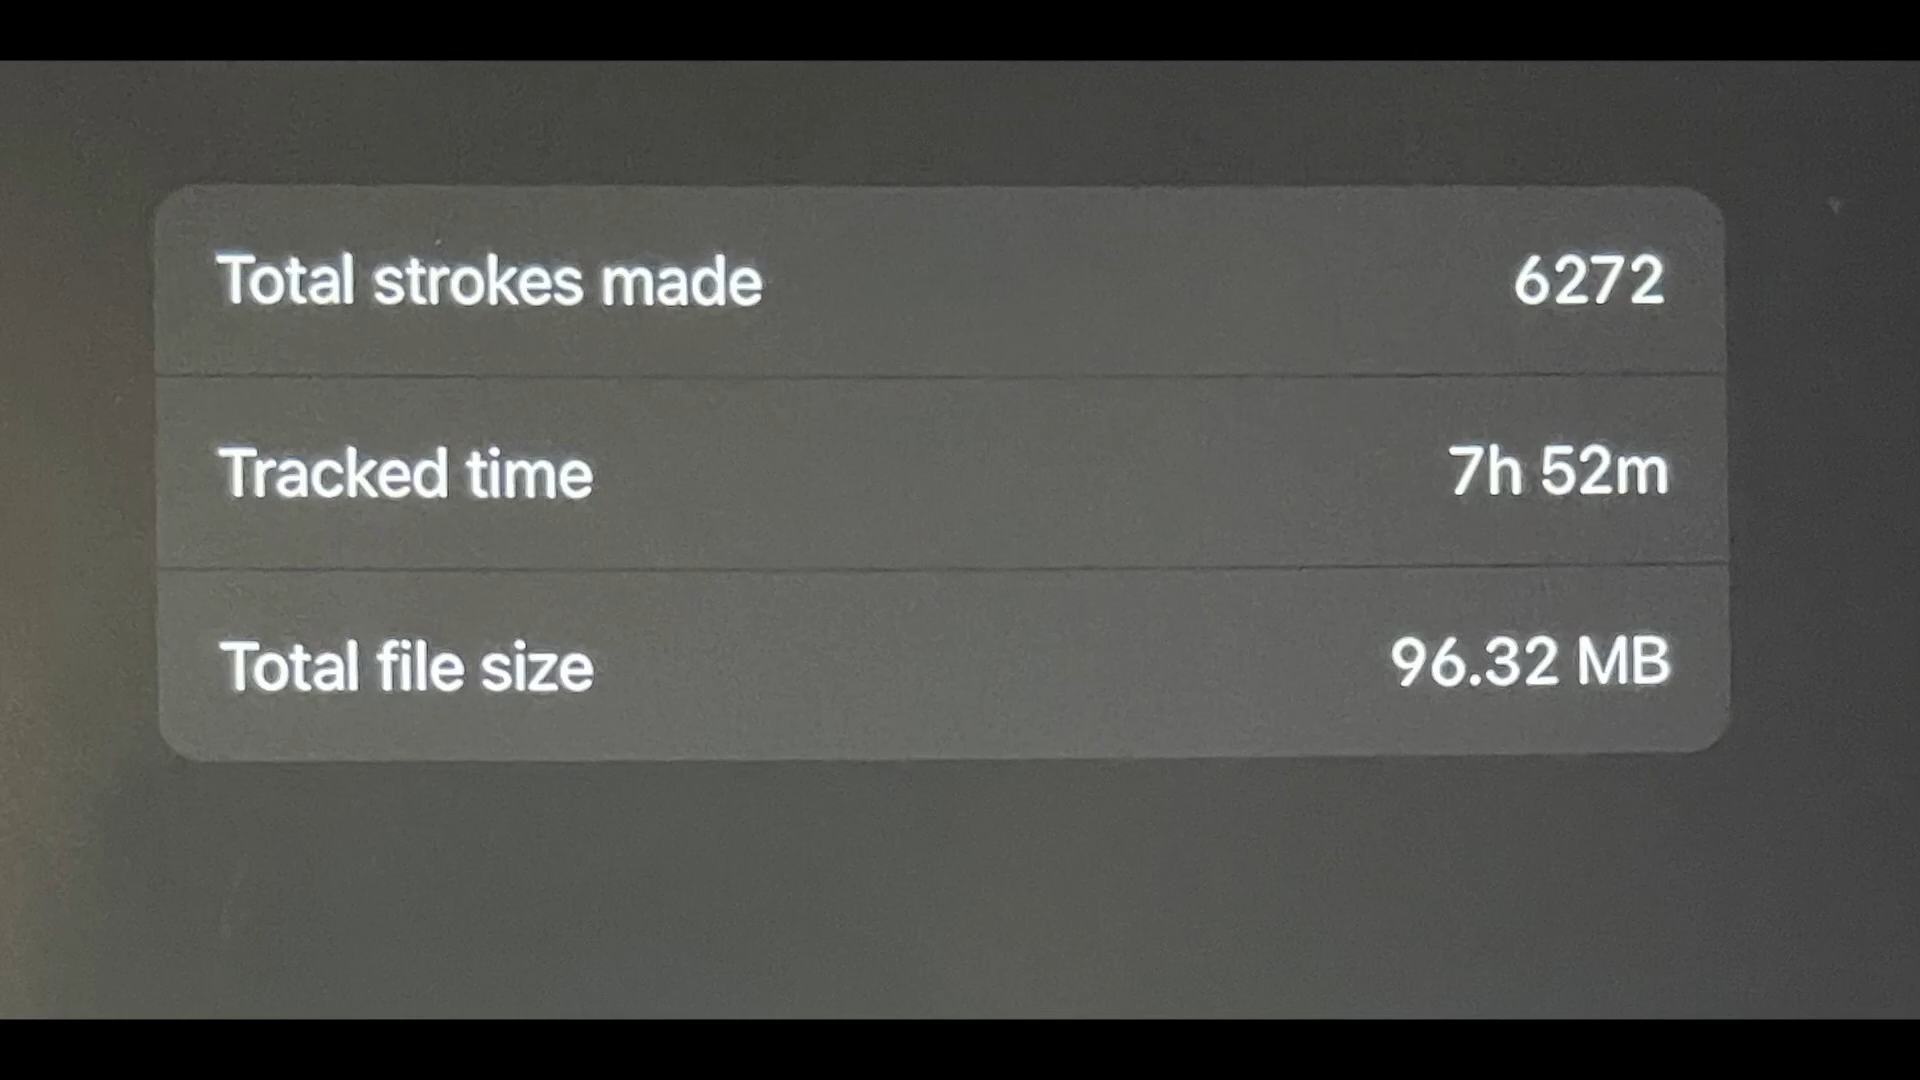 Total strokes made 6272
Tracked time 7h 52m
Total file size 96.32 MB